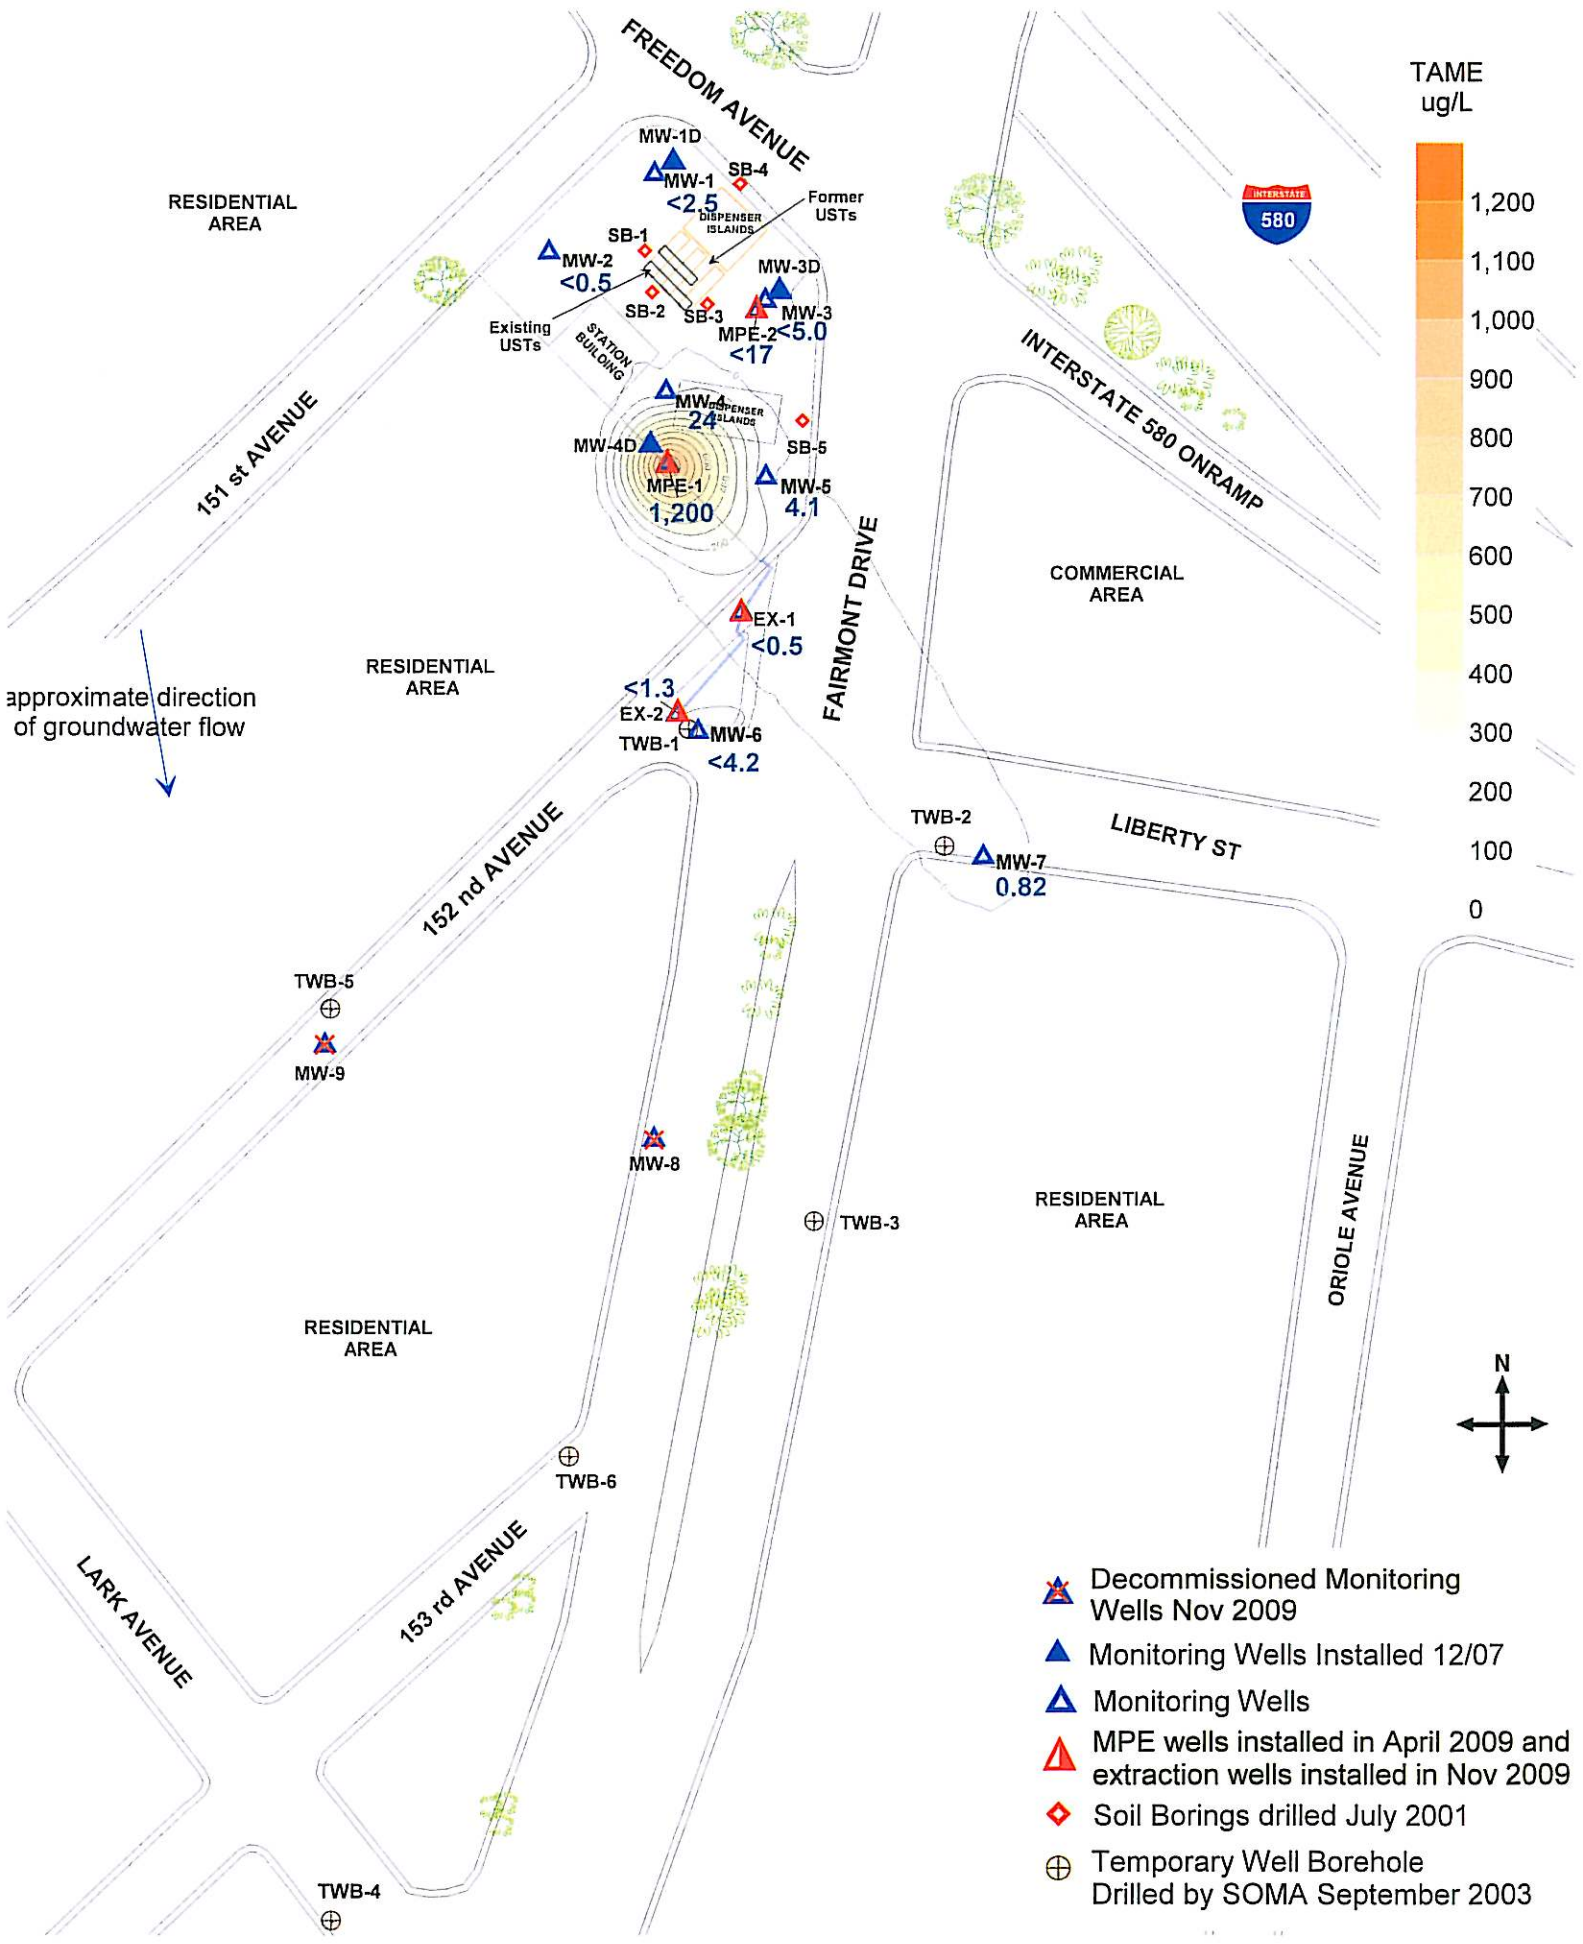 FREEDOM AVENUE
TAME
ug/L
MW-1D
MW-1
<2.5
SB-4
Former
USTs
DISPENSER
ISLANDS
RESIDENTIAL
AREA
INTERSTATE
580
1,200
1,100
1,000
900
800
700
600
500
400
300
200
100
0
SB-1
MW-2
<0.5
SB-2
SB-3
MW-3D
MW-3
<5.0
MPE-2
<17
Existing
USTs
STATION
BUILDING
INTERSTATE 580 ONRAMP
MW-4
24
DISPENSER
ISLANDS
MW-4D
SB-5
MPE-1
1,200
MW-5
4.1
151 st AVENUE
FAIRMONT DRIVE
COMMERCIAL
AREA
EX-1
<0.5
RESIDENTIAL
AREA
approximate direction
of groundwater flow
<1.3
EX-2
TWB-1
MW-6
<4.2
TWB-2
MW-7
0.82
LIBERTY ST
152 nd AVENUE
TWB-5
MW-9
MW-8
TWB-3
RESIDENTIAL
AREA
ORIOLE AVENUE
RESIDENTIAL
AREA
N
TWB-6
LARK AVENUE
153 rd AVENUE
TWB-4
Decommissioned Monitoring
Wells Nov 2009
Monitoring Wells Installed 12/07
Monitoring Wells
MPE wells installed in April 2009 and
extraction wells installed in Nov 2009
Soil Borings drilled July 2001
Temporary Well Borehole
Drilled by SOMA September 2003